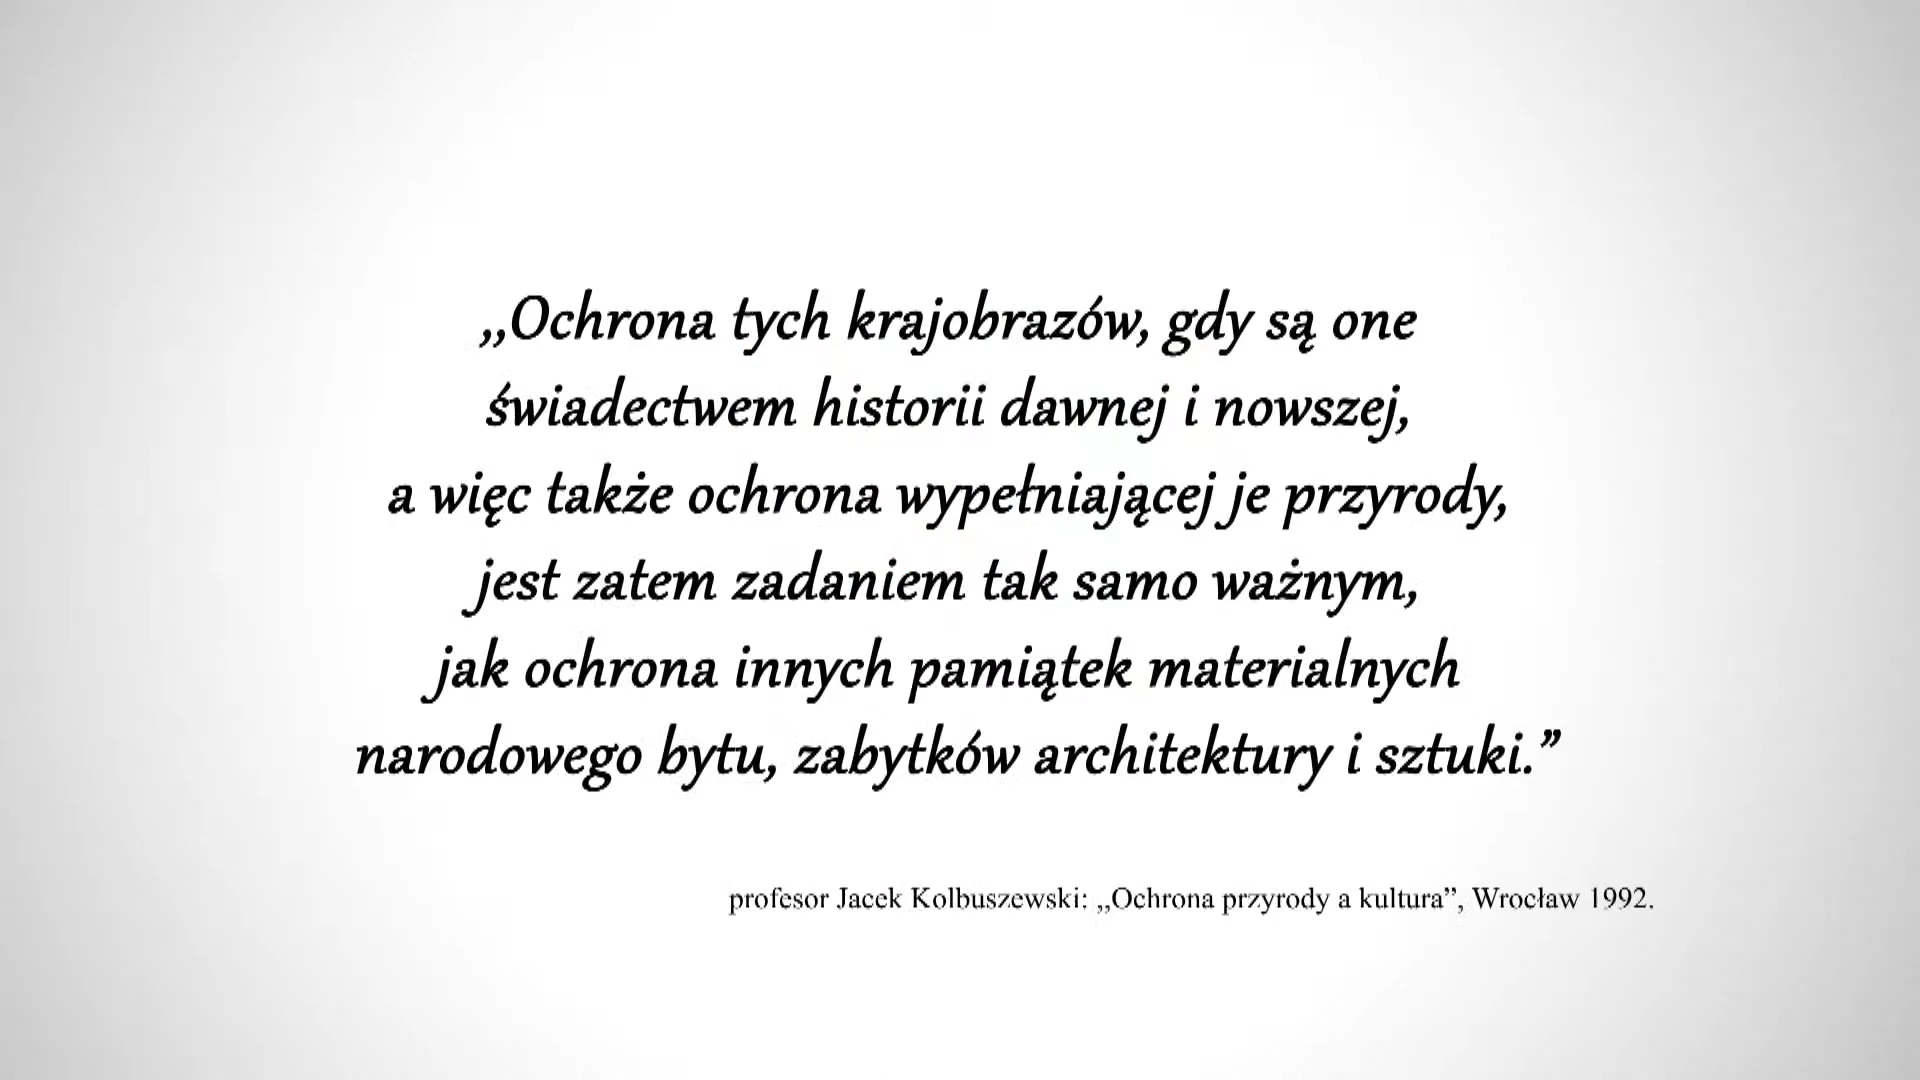 ,,Ochrona tych krajobrazów, gdy są one
świadectwem historii dawnej i nowszej,
a więc także ochrona wypełniającej je przyrody,
jest zatem zadaniem tak samo ważnym,
jak ochrona innych pamiątek materialnych
narodowego bytu, zabytków architektury i sztuki.”
profesor Jacek Kolbuszewski: ,,Ochrona przyrody a kultura”, Wrocław 1992.